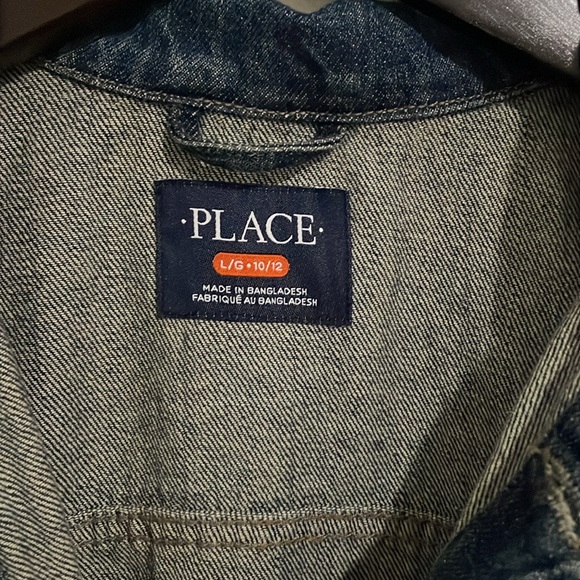 ·PLACE·
L/G • 10/12
MADE IN BANGLADESH
FABRIQUÉ AU BANGLADESH